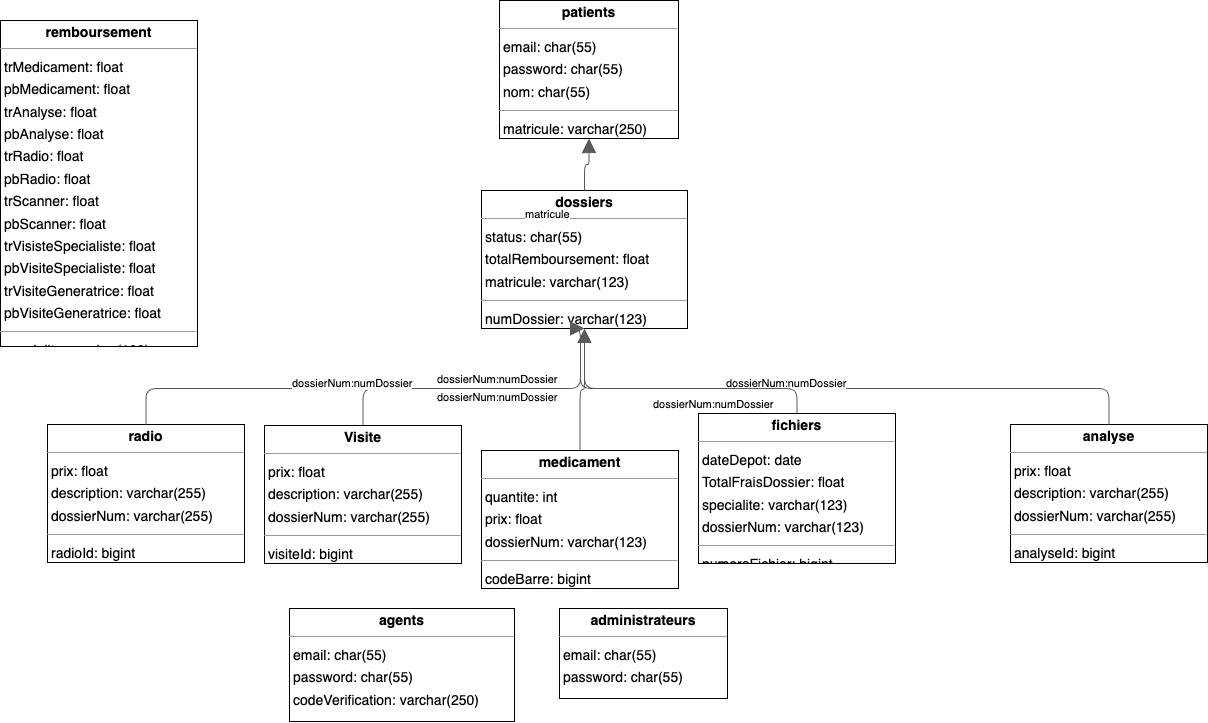 remboursement
trMedicament: float
pbMedicament: float
trAnalyse: float
pbAnalyse: float
trRadio: float
pbRadio: float
trScanner: float
pbScanner: float
trVisisteSpecialiste: float
pbVisiteSpecialiste: float
trVisiteGeneratrice: float
pbVisiteGeneratrice: float
patients
email: char(55)
password: char(55)
nom: char(55)
matricule: varchar(250)
dossiers
matricule
status: char(55)
totalRemboursement: float
matricule: varchar(123)
numDossier: varchar(123)
dossierNum:numDossier
dossierNum:numDossier
dossierNum:numDossier
dossierNum:numDossier
dossierNum:numDossier
radio
prix: float
description: varchar(255)
dossierNum: varchar(255)
radioId: bigint
Visite
prix: float
description: varchar(255)
dossierNum: varchar(255)
visiteId: bigint
medicament
quantite: int
prix: float
dossierNum: varchar(123)
codeBarre: bigint
fichiers
dateDepot: date
TotalFraisDossier: float
specialite: varchar(123)
dossierNum: varchar(123)
numeroFichier: bigint
analyse
prix: float
description: varchar(255)
dossierNum: varchar(255)
analyseId: bigint
agents
email: char(55)
password: char(55)
codeVerification: varchar(250)
administrateurs
email: char(55)
password: char(55)